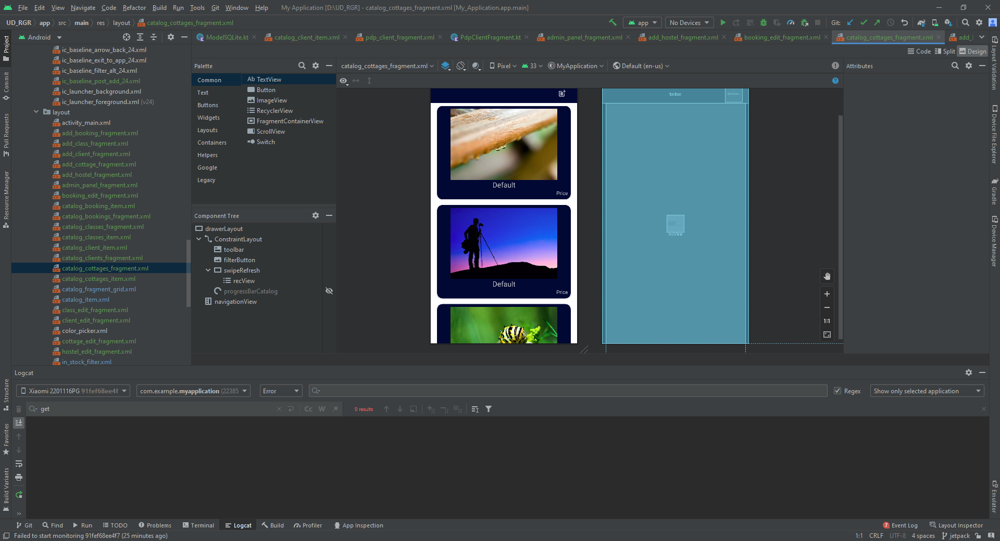 File Edit View Navigate Code Refactor Build Run Tools Git Window Help My Application [D:\UD_RGR] - catalog_cottages_fragment.xml [My_Application.app.main]
UD_RGR app src main res layout catalog_cottages_fragment.xml app No Devices Git:
Android ModelSQLite.kt catalog_client_item.xml pdp_client_fragment.xml PdpClientFragment.kt admin_panel_fragment.xml add_hostel_fragment.xml booking_edit_fragment.xml catalog_cottages_fragment.xml
Code Split Design
Project
Commit
Pull Requests
Resource Manager
Structure
Favorites
Build Variants
ic_baseline_arrow_back_24.xml
ic_baseline_exit_to_app_24.xml
ic_baseline_filter_alt_24.xml
ic_baseline_post_add_24.xml
ic_launcher_background.xml
ic_launcher_foreground.xml (v24)
layout
activity_main.xml
add_booking_fragment.xml
add_class_fragment.xml
add_client_fragment.xml
add_cottage_fragment.xml
add_hostel_fragment.xml
admin_panel_fragment.xml
booking_edit_fragment.xml
catalog_booking_item.xml
catalog_bookings_fragment.xml
catalog_classes_fragment.xml
catalog_classes_item.xml
catalog_client_item.xml
catalog_clients_fragment.xml
catalog_cottages_fragment.xml
catalog_cottages_item.xml
catalog_fragment_grid.xml
catalog_item.xml
class_edit_fragment.xml
client_edit_fragment.xml
color_picker.xml
cottage_edit_fragment.xml
hostel_edit_fragment.xml
in_stock_filter.xml
Palette
Common
Text
Buttons
Widgets
Layouts
Containers
Helpers
Google
Legacy
Ab TextView
Button
ImageView
RecyclerView
FragmentContainerView
ScrollView
Switch
Component Tree
drawerLayout
ConstraintLayout
toolbar
filterButton
swipeRefresh
recView
progressBarCatalog
navigationView
catalog_cottages_fragment.xml Pixel 33 MyApplication Default (en-us)
Default
Price
Default
Price
toolbar
recView
1:1
Attributes
Layout Validation
Device File Explorer
Gradle
Device Manager
Emulator
Logcat
Xiaomi 2201116PG 91fef68ee4f com.example.myapplication (22385 Error Regex Show only selected application
get Cc W .* 0 results
Git Find Run TODO Problems Terminal Logcat Build Profiler App Inspection 7 Event Log Layout Inspector
Failed to start monitoring 91fef68ee4f7 (25 minutes ago) 1:1 CRLF UTF-8 4 spaces jetpack